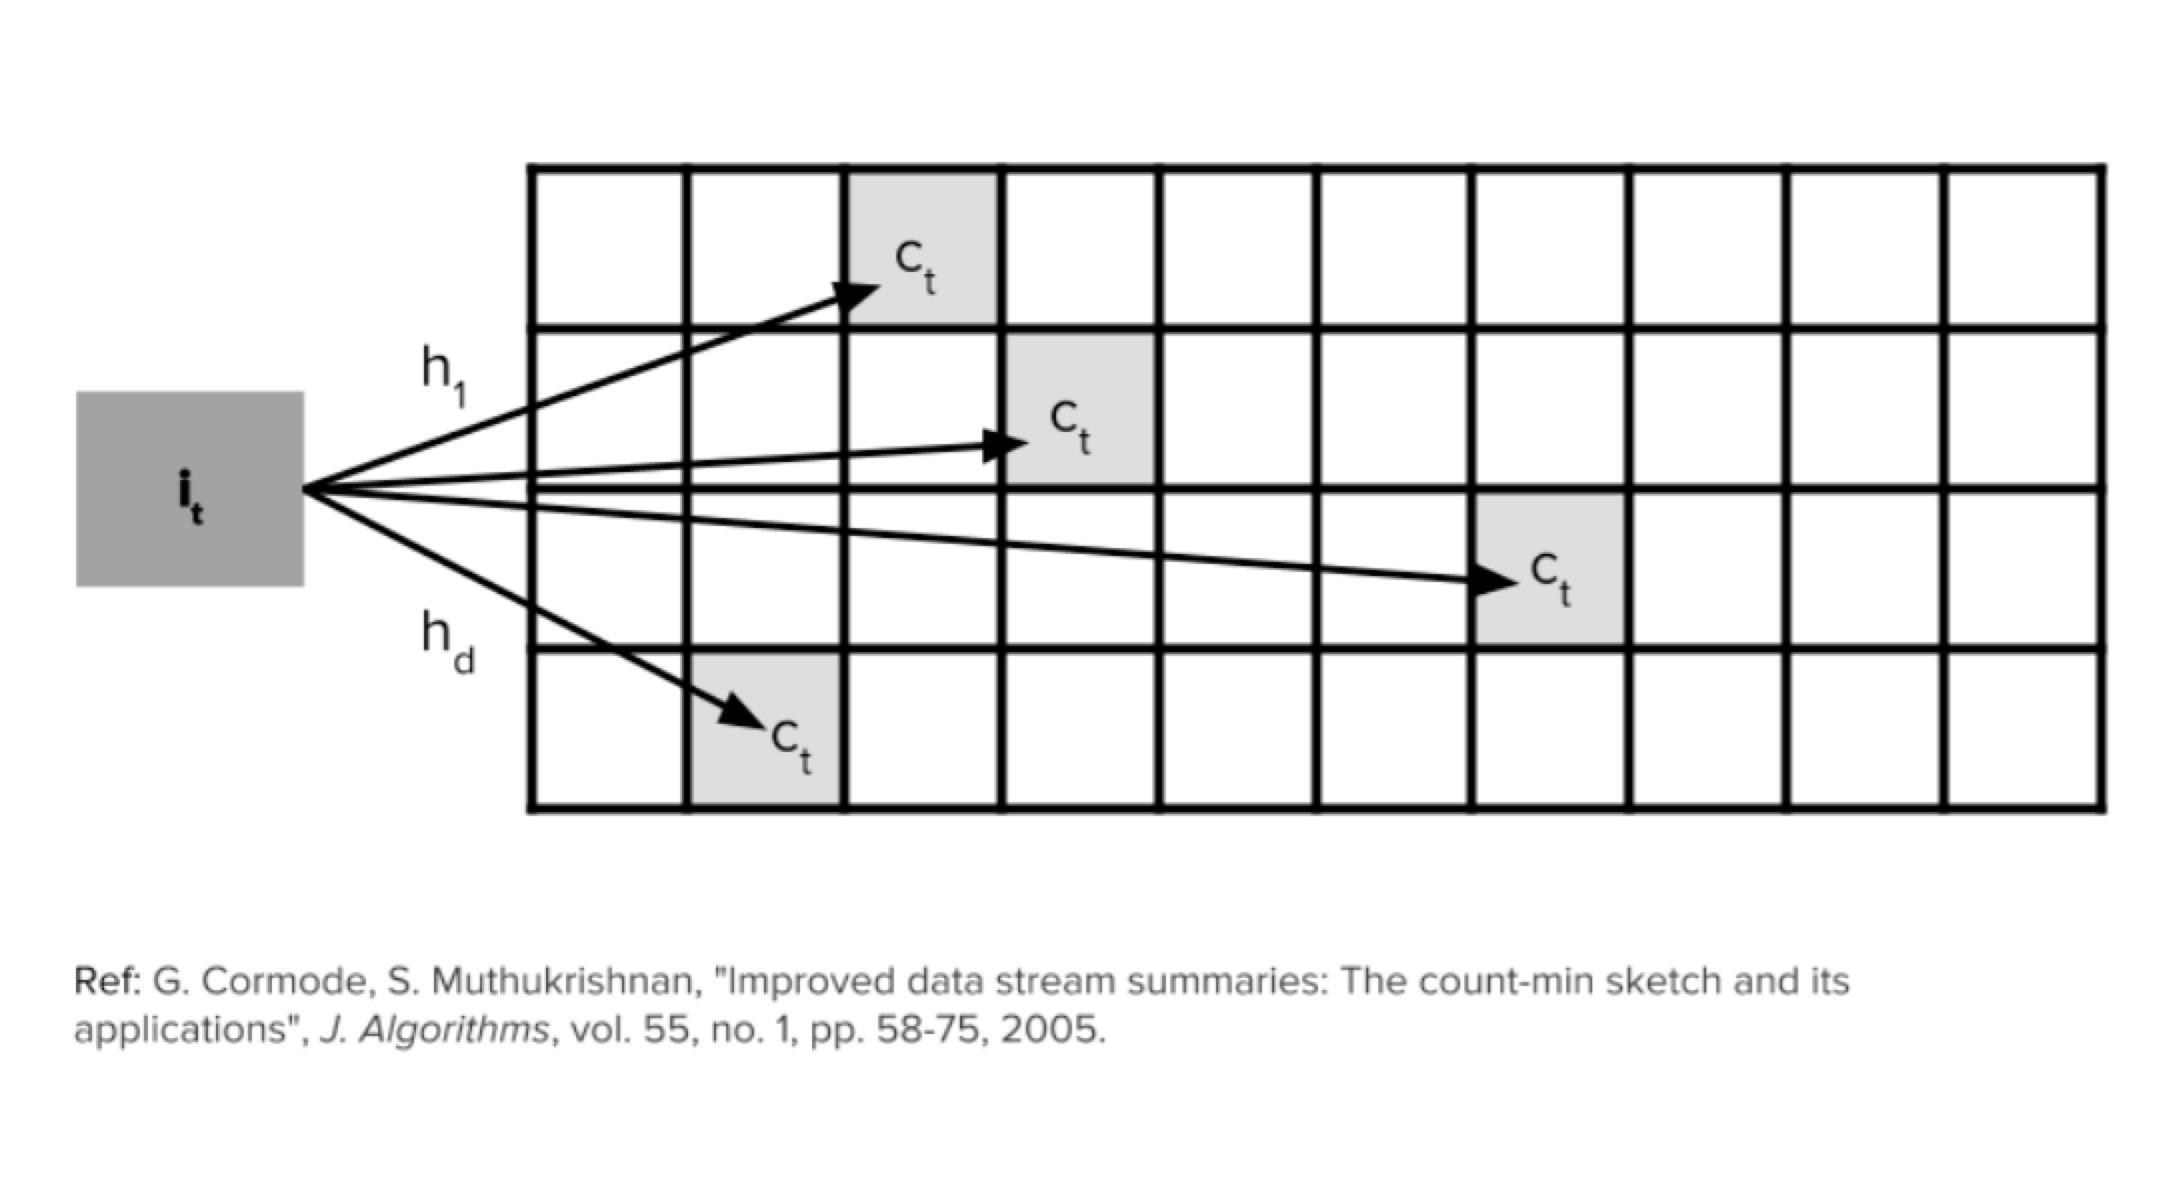 c_t
h_1
c_t
i_t
c_t
h_d
c_t
Ref: G. Cormode, S. Muthukrishnan, "Improved data stream summaries: The count-min sketch and its
applications", J. Algorithms, vol. 55, no. 1, pp. 58-75, 2005.